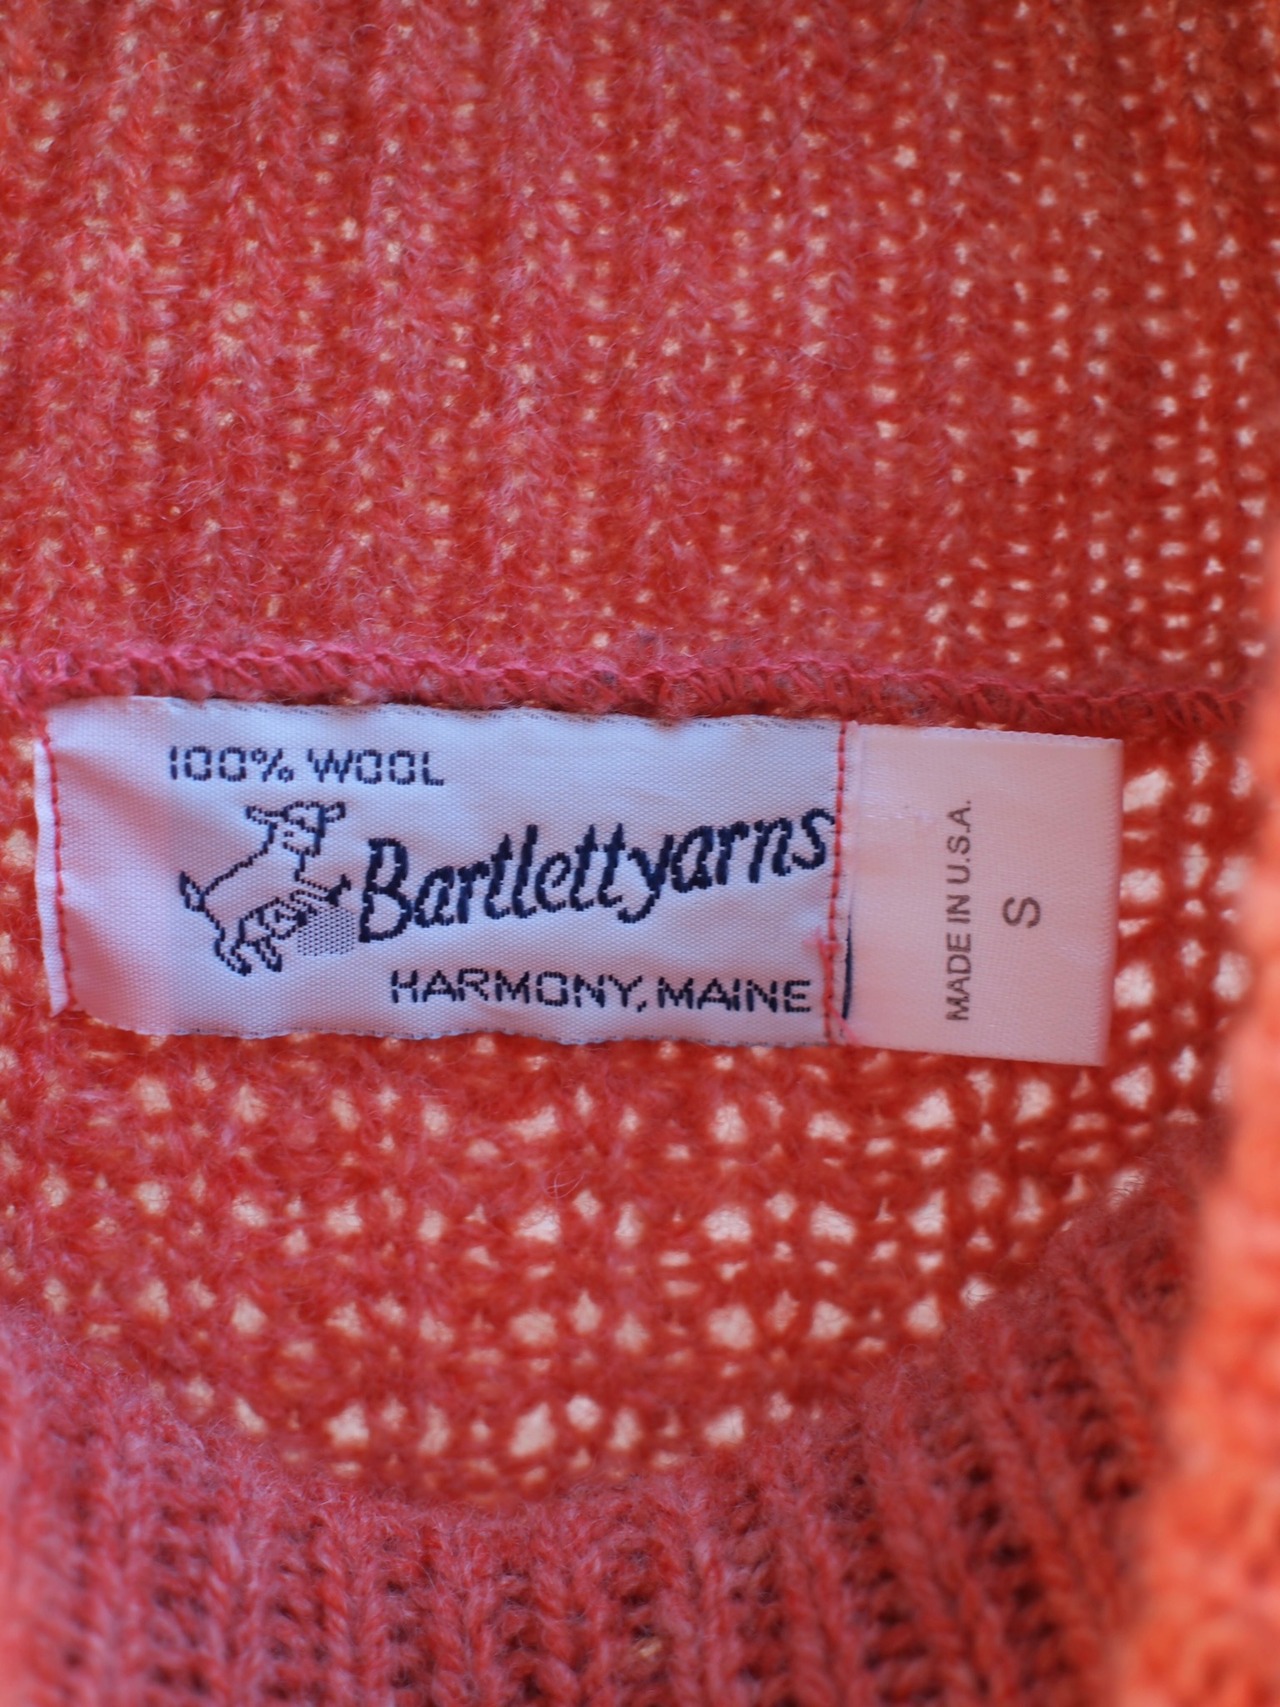 100% WOOL
Bartlettyarns
HARMONY, MAINE
MADE IN U.S.A.
S